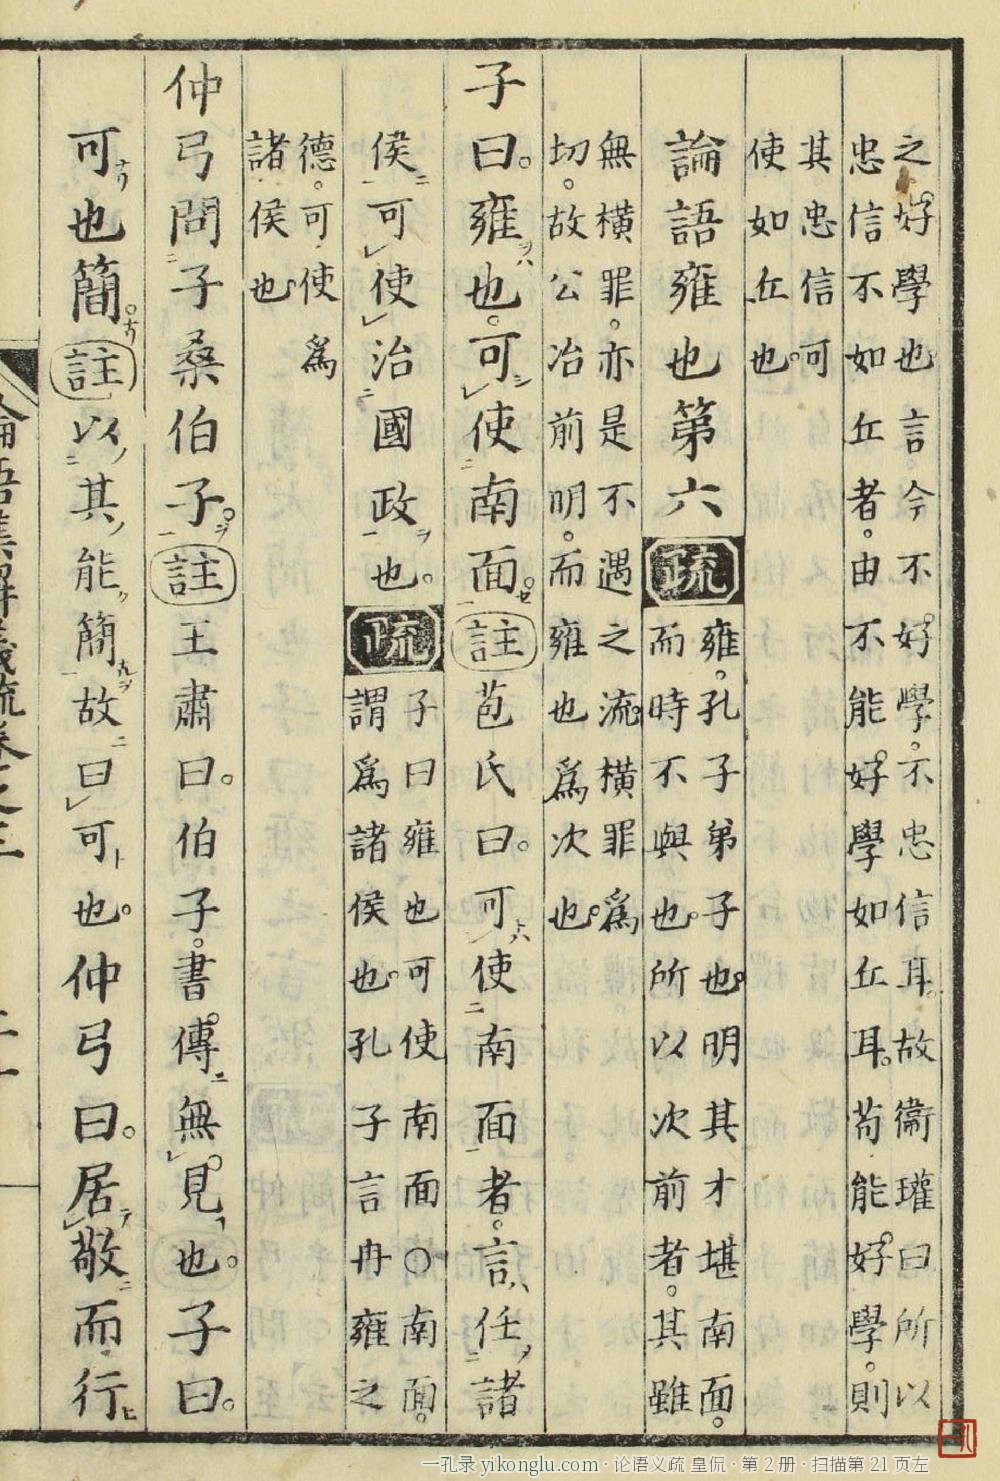 之好學也言今不好學不忠信耳故衞瓘曰所以
忠信不如丘者由不能好學如丘耳苟能好學則
其忠信可
使如丘也
論語雍也第六 疏
雍孔子弟子也明其才堪南面
而時不與也所以次前者其雖
無橫罪亦是不遇之流橫罪爲
切故公冶前明而雍也爲次也
子曰雍也可使南面 註 苞氏曰可使南面者言任諸
侯可使治國政也 疏
子曰雍也可使南面○南面
謂爲諸侯也孔子言冉雍之
德可使爲
諸侯也
仲弓問子桑伯子 註 王肅曰伯子書傳無見也子曰
可也簡 註 以其能簡故曰可也仲弓曰居敬而行
論語集解義疏卷之三
一孔录 yikonglu.com · 论语义疏 皇侃 · 第 2 册 · 扫描第 21 页左